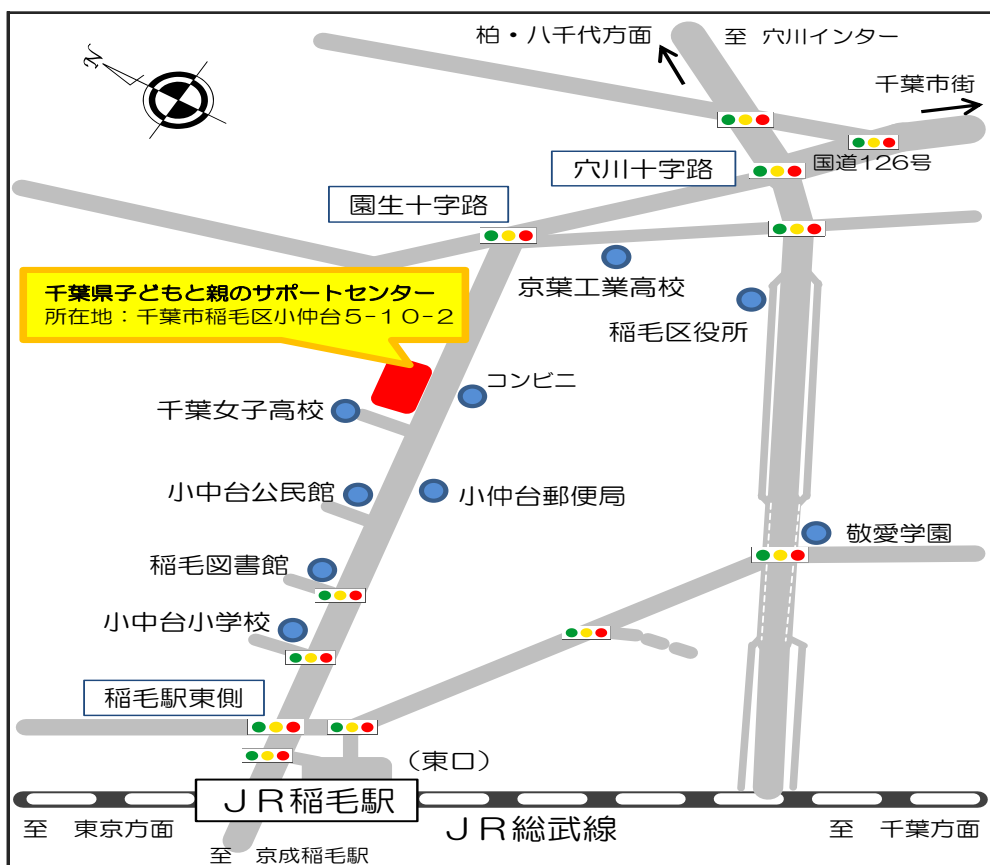 柏・八千代方面
至 穴川インター
N
千葉市街
国道126号
穴川十字路
園生十字路
京葉工業高校
千葉県子どもと親のサポートセンター
所在地：千葉市稲毛区小仲台5-10-2
稲毛区役所
コンビニ
千葉女子高校
小中台公民館
小仲台郵便局
敬愛学園
稲毛図書館
小中台小学校
稲毛駅東側
（東口）
ＪＲ稲毛駅
ＪＲ総武線
至 東京方面
至 千葉方面
至 京成稲毛駅